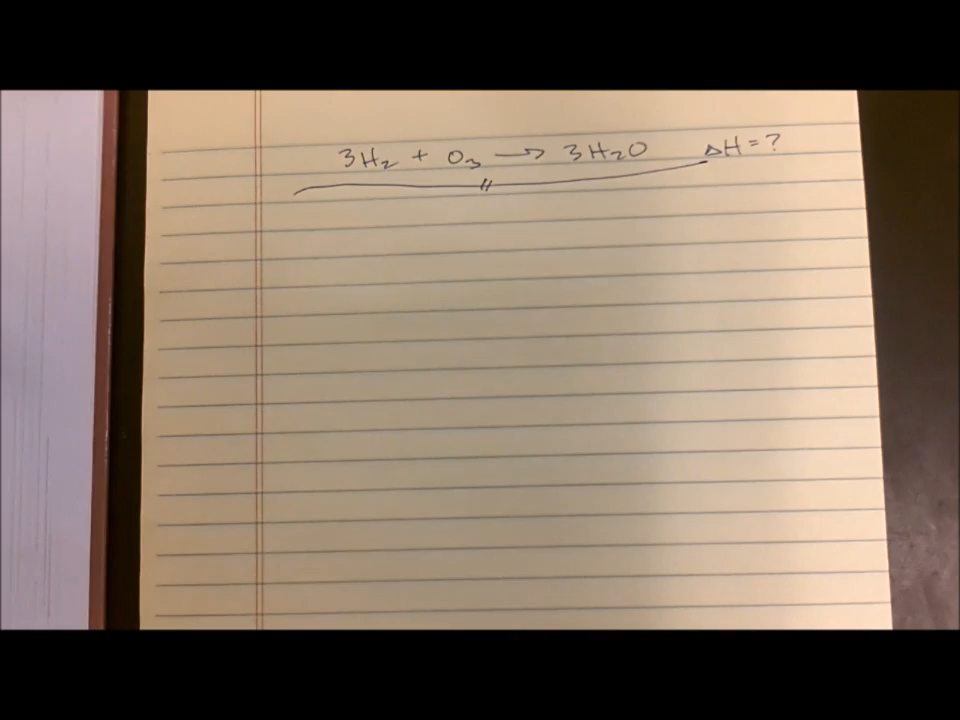 3H₂ + O₃ → 3H₂O ΔH = ?